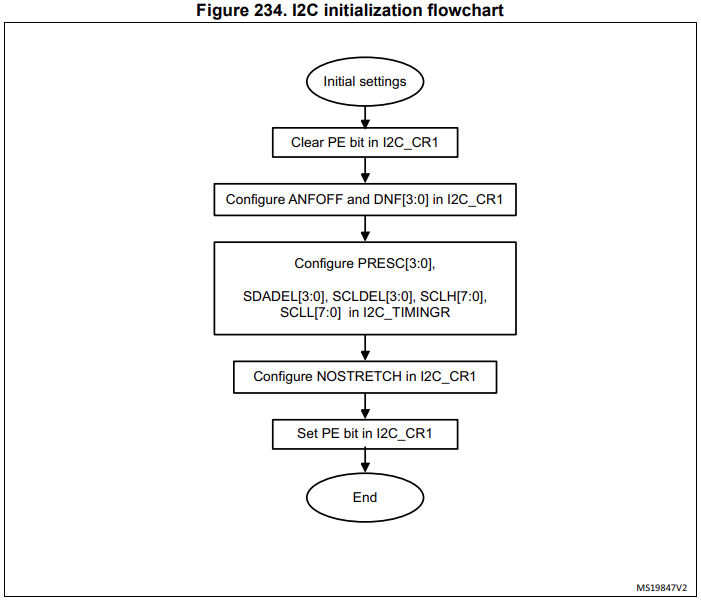 Figure 234. I2C initialization flowchart
Initial settings
Clear PE bit in I2C_CR1
Configure ANFOFF and DNF[3:0] in I2C_CR1
Configure PRESC[3:0],
SDADEL[3:0], SCLDEL[3:0], SCLH[7:0],
SCLL[7:0] in I2C_TIMINGR
Configure NOSTRETCH in I2C_CR1
Set PE bit in I2C_CR1
End
MS19847V2